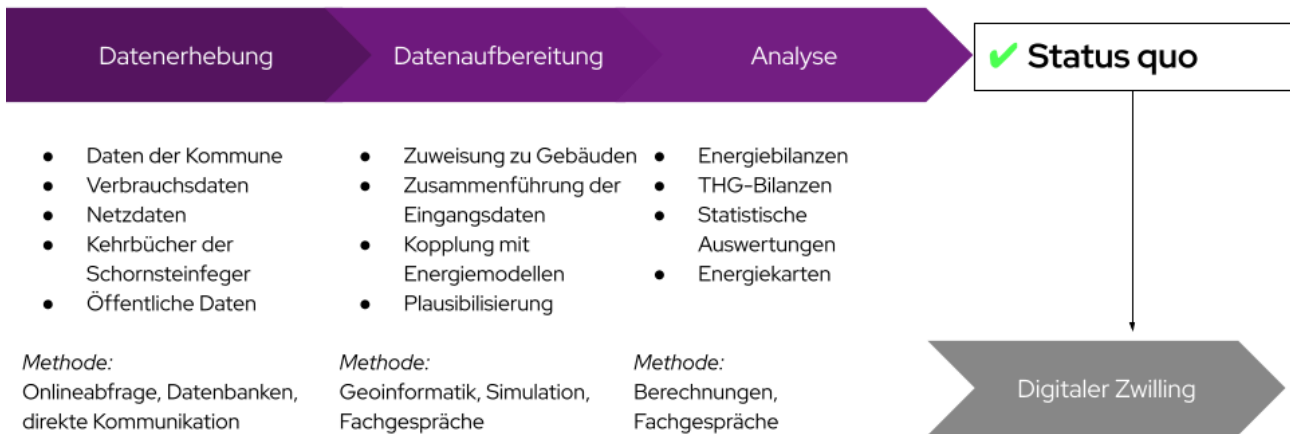 Datenerhebung
Datenaufbereitung
Analyse
✔ Status quo
● Daten der Kommune
● Verbrauchsdaten
● Netzdaten
● Kehrbücher der
Schornsteinfeger
● Öffentliche Daten
Methode:
Onlineabfrage, Datenbanken,
direkte Kommunikation
● Zuweisung zu Gebäuden
● Zusammenführung der
Eingangsdaten
● Kopplung mit
Energiemodellen
● Plausibilisierung
Methode:
Geoinformatik, Simulation,
Fachgespräche
● Energiebilanzen
● THG-Bilanzen
● Statistische
Auswertungen
● Energiekarten
Methode:
Berechnungen,
Fachgespräche
Digitaler Zwilling